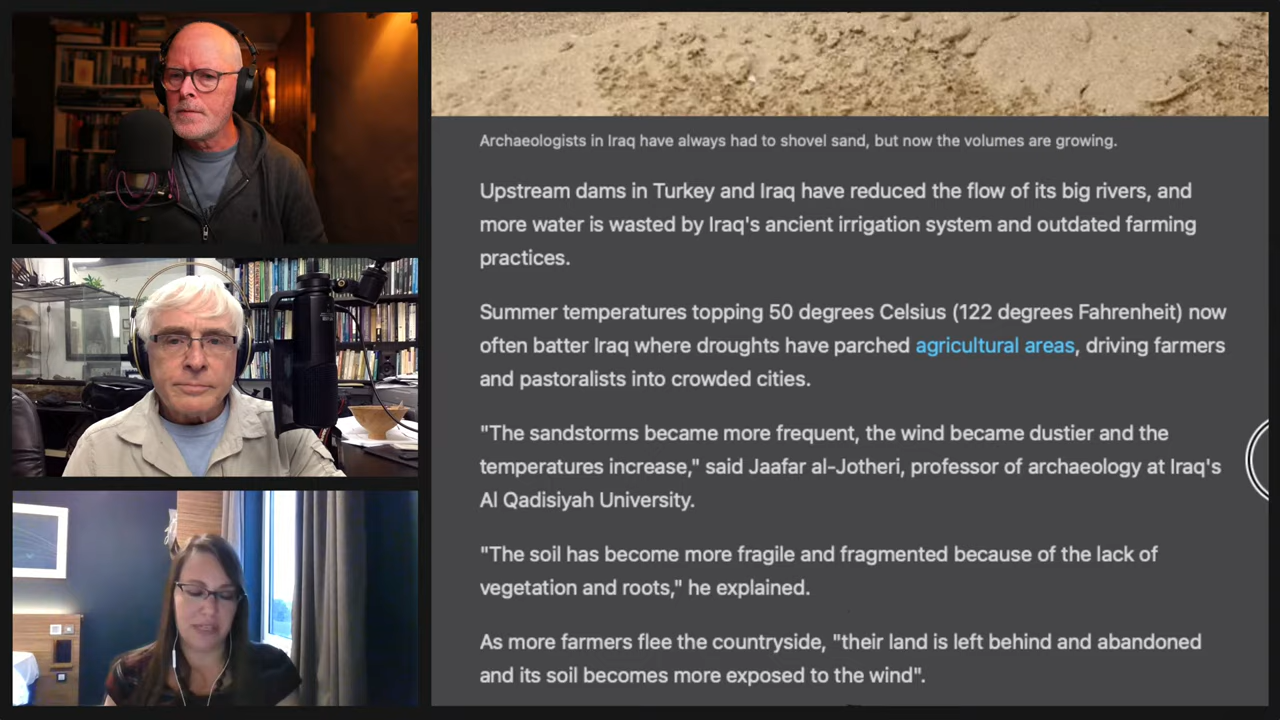 Archaeologists in Iraq have always had to shovel sand, but now the volumes are growing.
Upstream dams in Turkey and Iraq have reduced the flow of its big rivers, and
more water is wasted by Iraq's ancient irrigation system and outdated farming
practices.
Summer temperatures topping 50 degrees Celsius (122 degrees Fahrenheit) now
often batter Iraq where droughts have parched agricultural areas, driving farmers
and pastoralists into crowded cities.
"The sandstorms became more frequent, the wind became dustier and the
temperatures increase," said Jaafar al-Jotheri, professor of archaeology at Iraq's
Al Qadisiyah University.
"The soil has become more fragile and fragmented because of the lack of
vegetation and roots," he explained.
As more farmers flee the countryside, "their land is left behind and abandoned
and its soil becomes more exposed to the wind".